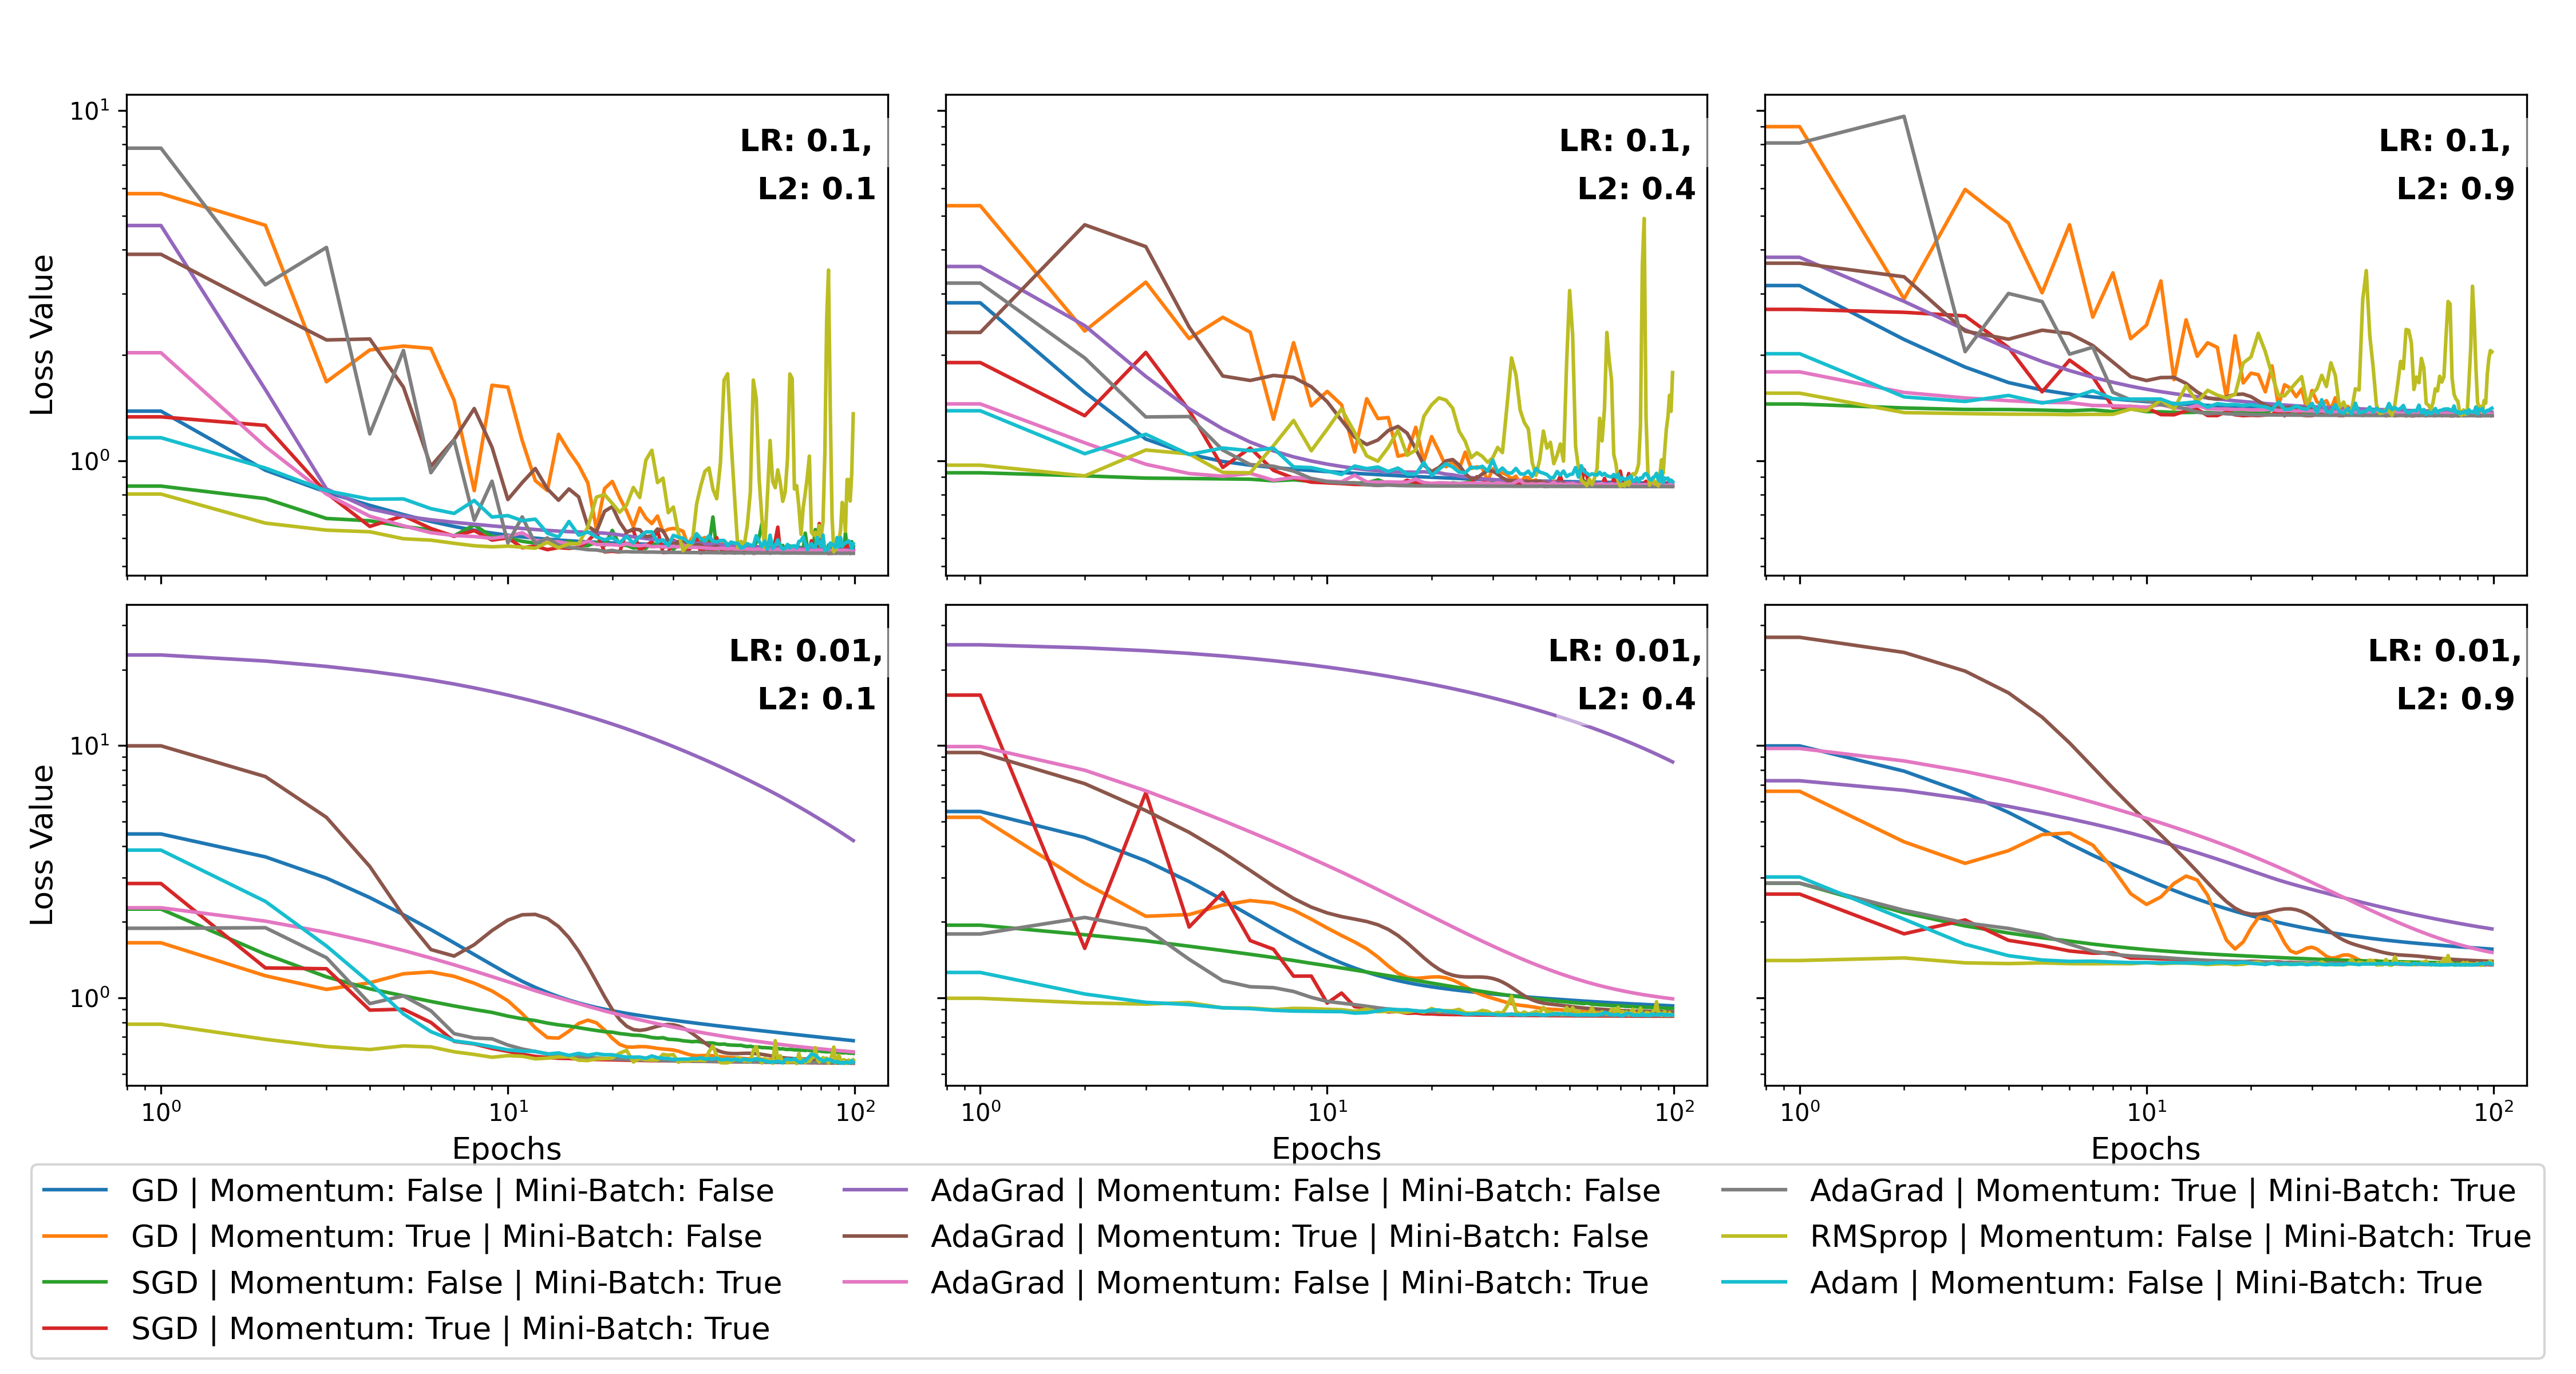 10¹
10⁰
Loss Value
LR: 0.1,
L2: 0.1
LR: 0.1,
L2: 0.4
LR: 0.1,
L2: 0.9
10¹
10⁰
Loss Value
LR: 0.01,
L2: 0.1
LR: 0.01,
L2: 0.4
LR: 0.01,
L2: 0.9
10⁰ 10¹ 10²
10⁰ 10¹ 10²
10⁰ 10¹ 10²
Epochs
Epochs
Epochs
GD | Momentum: False | Mini-Batch: False
GD | Momentum: True | Mini-Batch: False
SGD | Momentum: False | Mini-Batch: True
SGD | Momentum: True | Mini-Batch: True
AdaGrad | Momentum: False | Mini-Batch: False
AdaGrad | Momentum: True | Mini-Batch: False
AdaGrad | Momentum: False | Mini-Batch: True
AdaGrad | Momentum: True | Mini-Batch: True
RMSprop | Momentum: False | Mini-Batch: True
Adam | Momentum: False | Mini-Batch: True